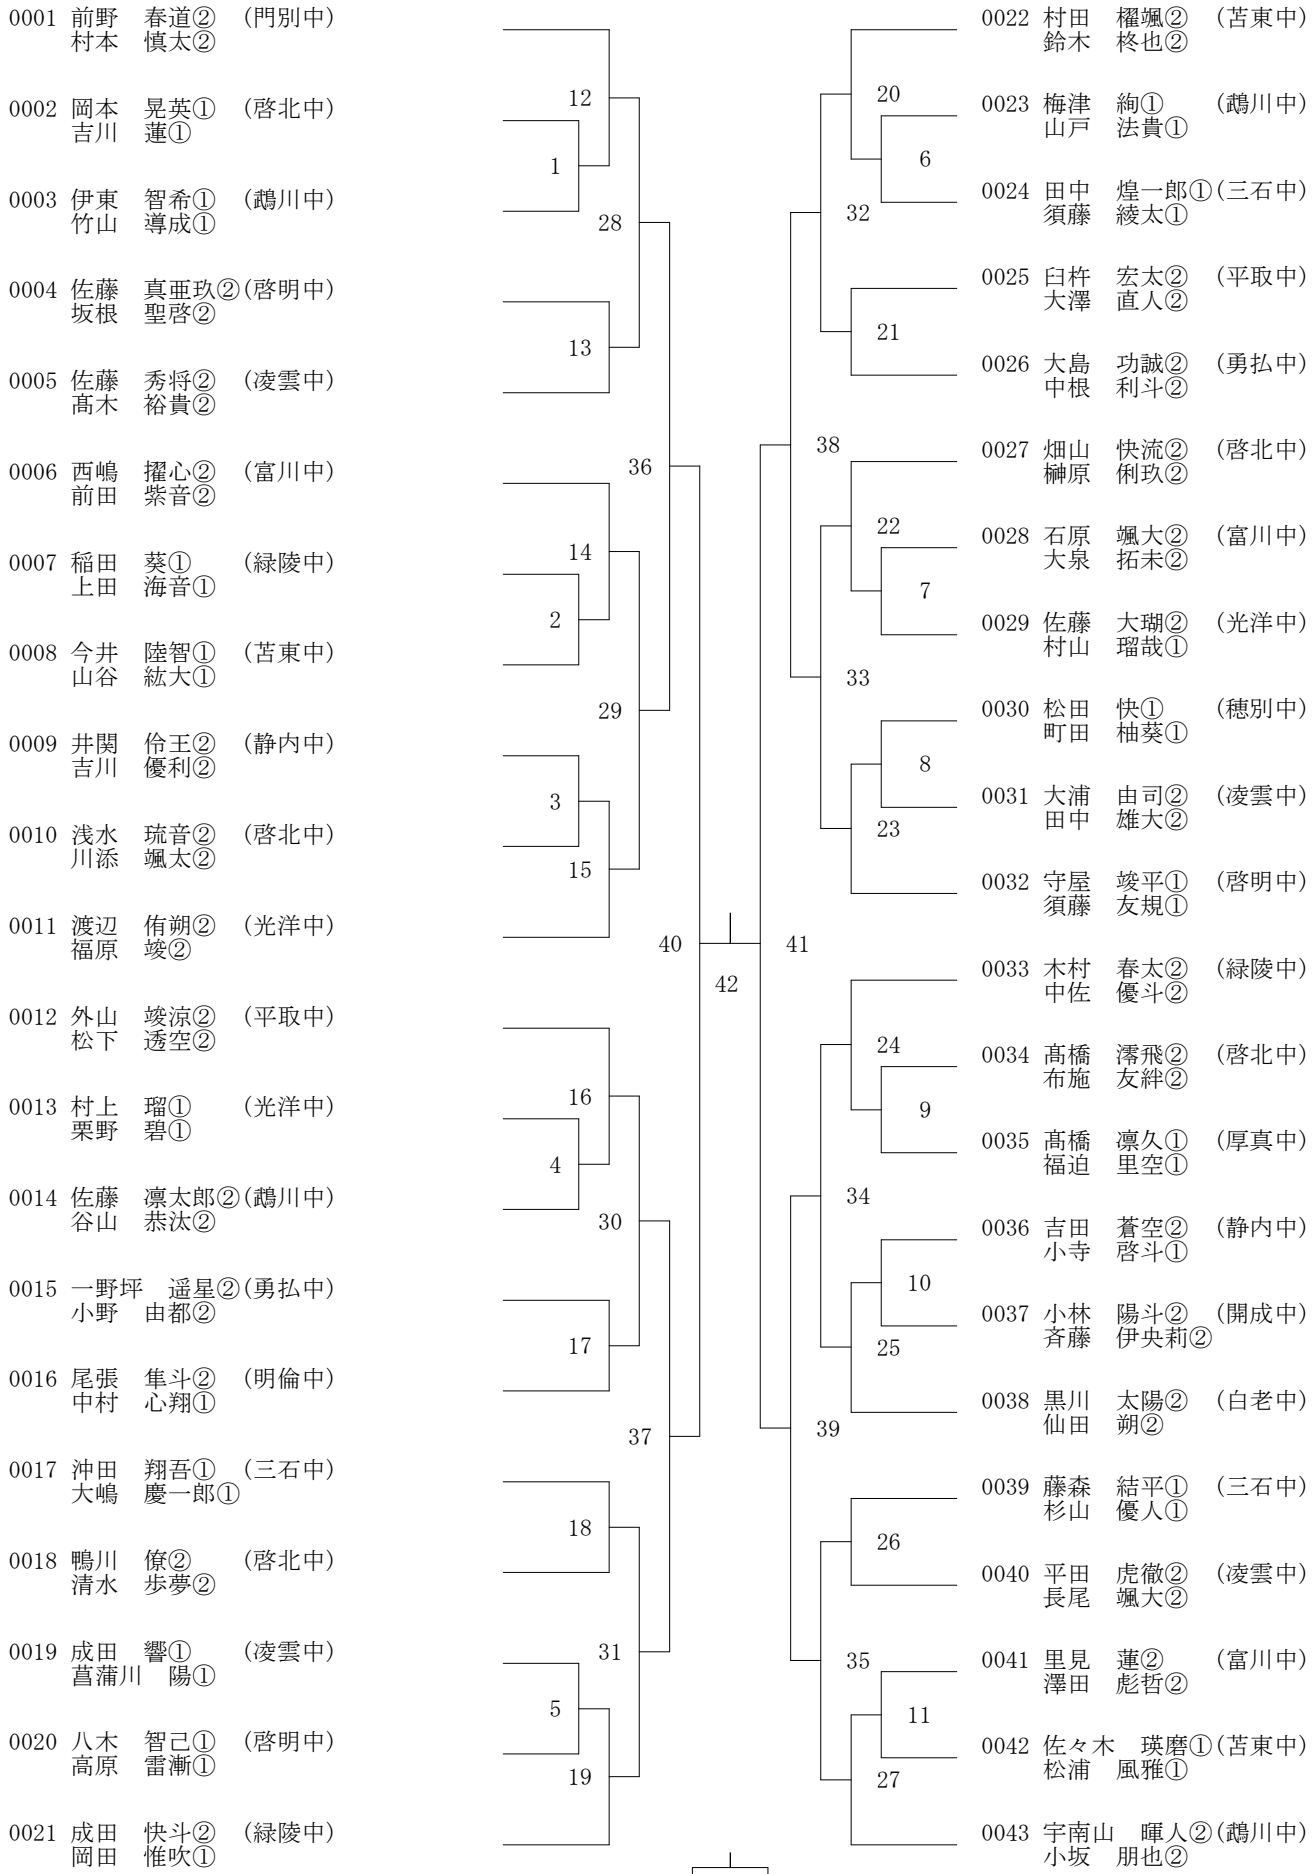 0001 前野　春道② (門別中)
村本　慎太②
0002 岡本　晃英① (啓北中)
吉川　蓮①
0003 伊東　智希① (鵡川中)
竹山　導成①
0004 佐藤　真亜玖② (啓明中)
坂根　聖啓②
0005 佐藤　秀将② (凌雲中)
髙木　裕貴②
0006 西嶋　擢心② (富川中)
前田　紫音②
0007 稲田　葵① (緑陵中)
上田　海音①
0008 今井　陸智① (苫東中)
山谷　紘大①
0009 井関　伶王② (静内中)
吉川　優利②
0010 浅水　琉音② (啓北中)
川添　颯太②
0011 渡辺　侑朔② (光洋中)
福原　竣②
0012 外山　竣涼② (平取中)
松下　透空②
0013 村上　瑠① (光洋中)
栗野　碧①
0014 佐藤　凛太郎② (鵡川中)
谷山　恭汰②
0015 一野坪　遥星② (勇払中)
小野　由都②
0016 尾張　隼斗② (明倫中)
中村　心翔①
0017 沖田　翔吾① (三石中)
大嶋　慶一郎①
0018 鴨川　僚② (啓北中)
清水　歩夢②
0019 成田　響① (凌雲中)
菖蒲川　陽①
0020 八木　智己① (啓明中)
高原　雷漸①
0021 成田　快斗② (緑陵中)
岡田　惟吹①
12
1
28
13
36
14
2
29
3
15
40
42
16
4
30
17
37
18
31
5
19
0022 村田　櫂颯② (苫東中)
鈴木　柊也②
0023 梅津　絢① (鵡川中)
山戸　法貴①
0024 田中　煌一郎① (三石中)
須藤　綾太①
0025 臼杵　宏太② (平取中)
大澤　直人②
0026 大島　功誠② (勇払中)
中根　利斗②
0027 畑山　快流② (啓北中)
榊原　俐玖②
0028 石原　颯大② (富川中)
大泉　拓未②
0029 佐藤　大瑚② (光洋中)
村山　瑠哉①
0030 松田　快① (穂別中)
町田　柚葵①
0031 大浦　由司② (凌雲中)
田中　雄大②
0032 守屋　竣平① (啓明中)
須藤　友規①
0033 木村　春太② (緑陵中)
中佐　優斗②
0034 髙橋　澪飛② (啓北中)
布施　友絆②
0035 髙橋　凛久① (厚真中)
福迫　里空①
0036 吉田　蒼空② (静内中)
小寺　啓斗①
0037 小林　陽斗② (開成中)
斉藤　伊央莉②
0038 黒川　太陽② (白老中)
仙田　朔②
0039 藤森　結平① (三石中)
杉山　優人①
0040 平田　虎徹② (凌雲中)
長尾　颯大②
0041 里見　蓮② (富川中)
澤田　彪哲②
0042 佐々木　瑛磨① (苫東中)
松浦　風雅①
0043 宇南山　暉人② (鵡川中)
小坂　朋也②
20
6
32
21
38
22
7
33
8
23
41
24
9
34
10
25
39
26
35
11
27